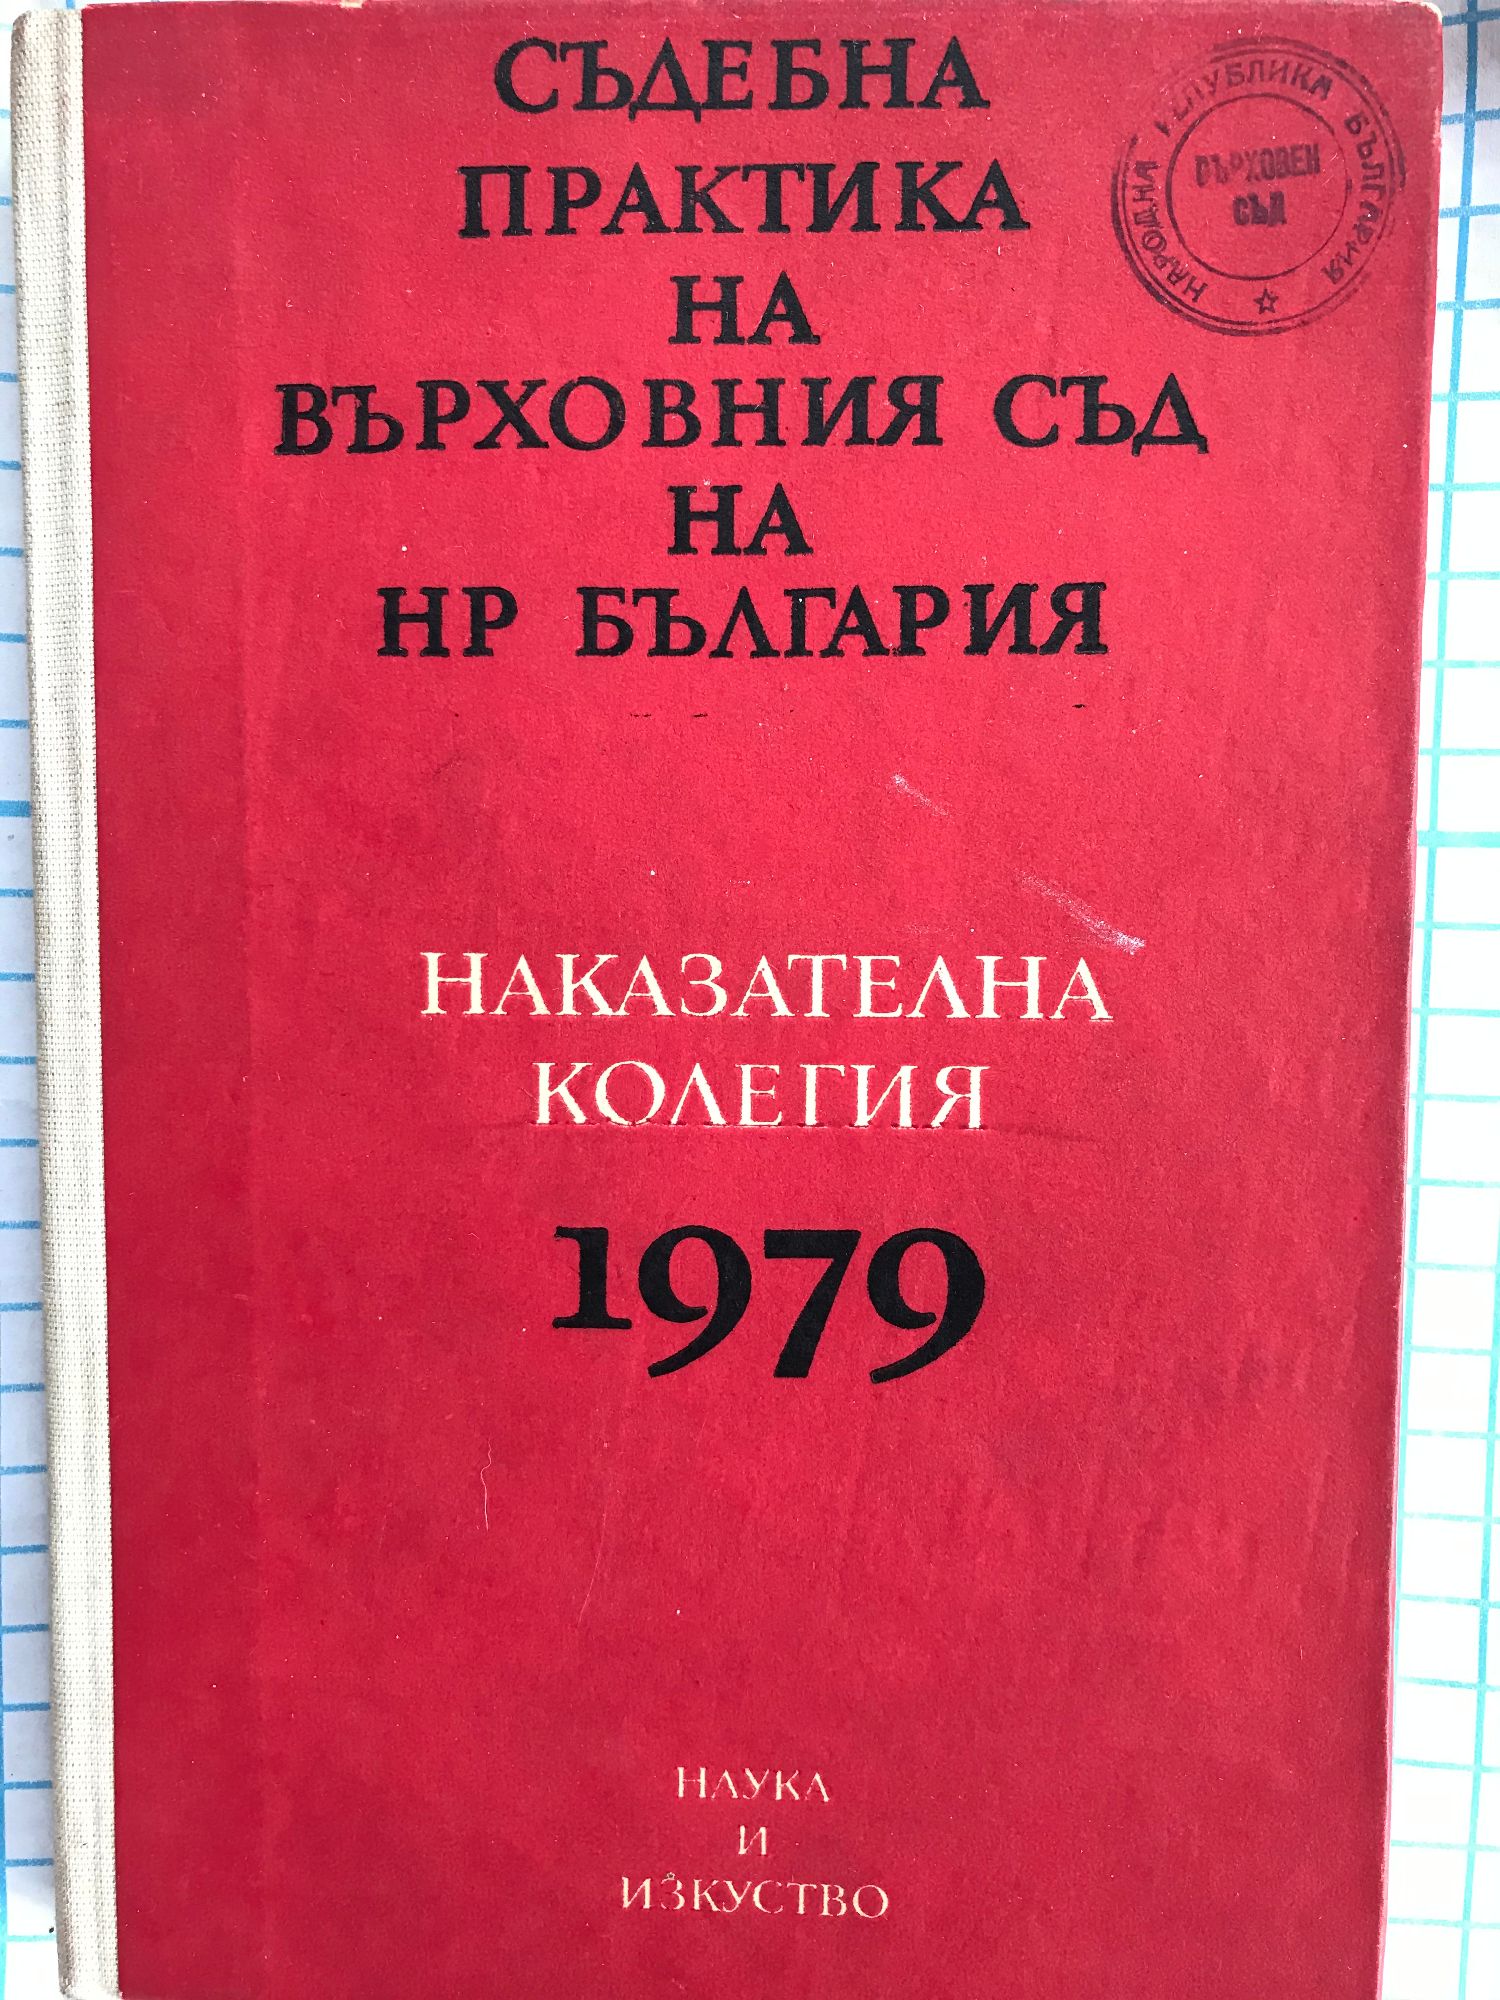 СЪДЕБНА
ПРАКТИКА
НА
ВЪРХОВНИЯ СЪД
НА
НР БЪЛГАРИЯ
НАРОДНА РЕПУБЛИКА БЪЛГАРИЯ
ВЪРХОВЕН
СЪД
НАКАЗАТЕЛНА
КОЛЕГИЯ
1979
НАУКА
И
ИЗКУСТВО